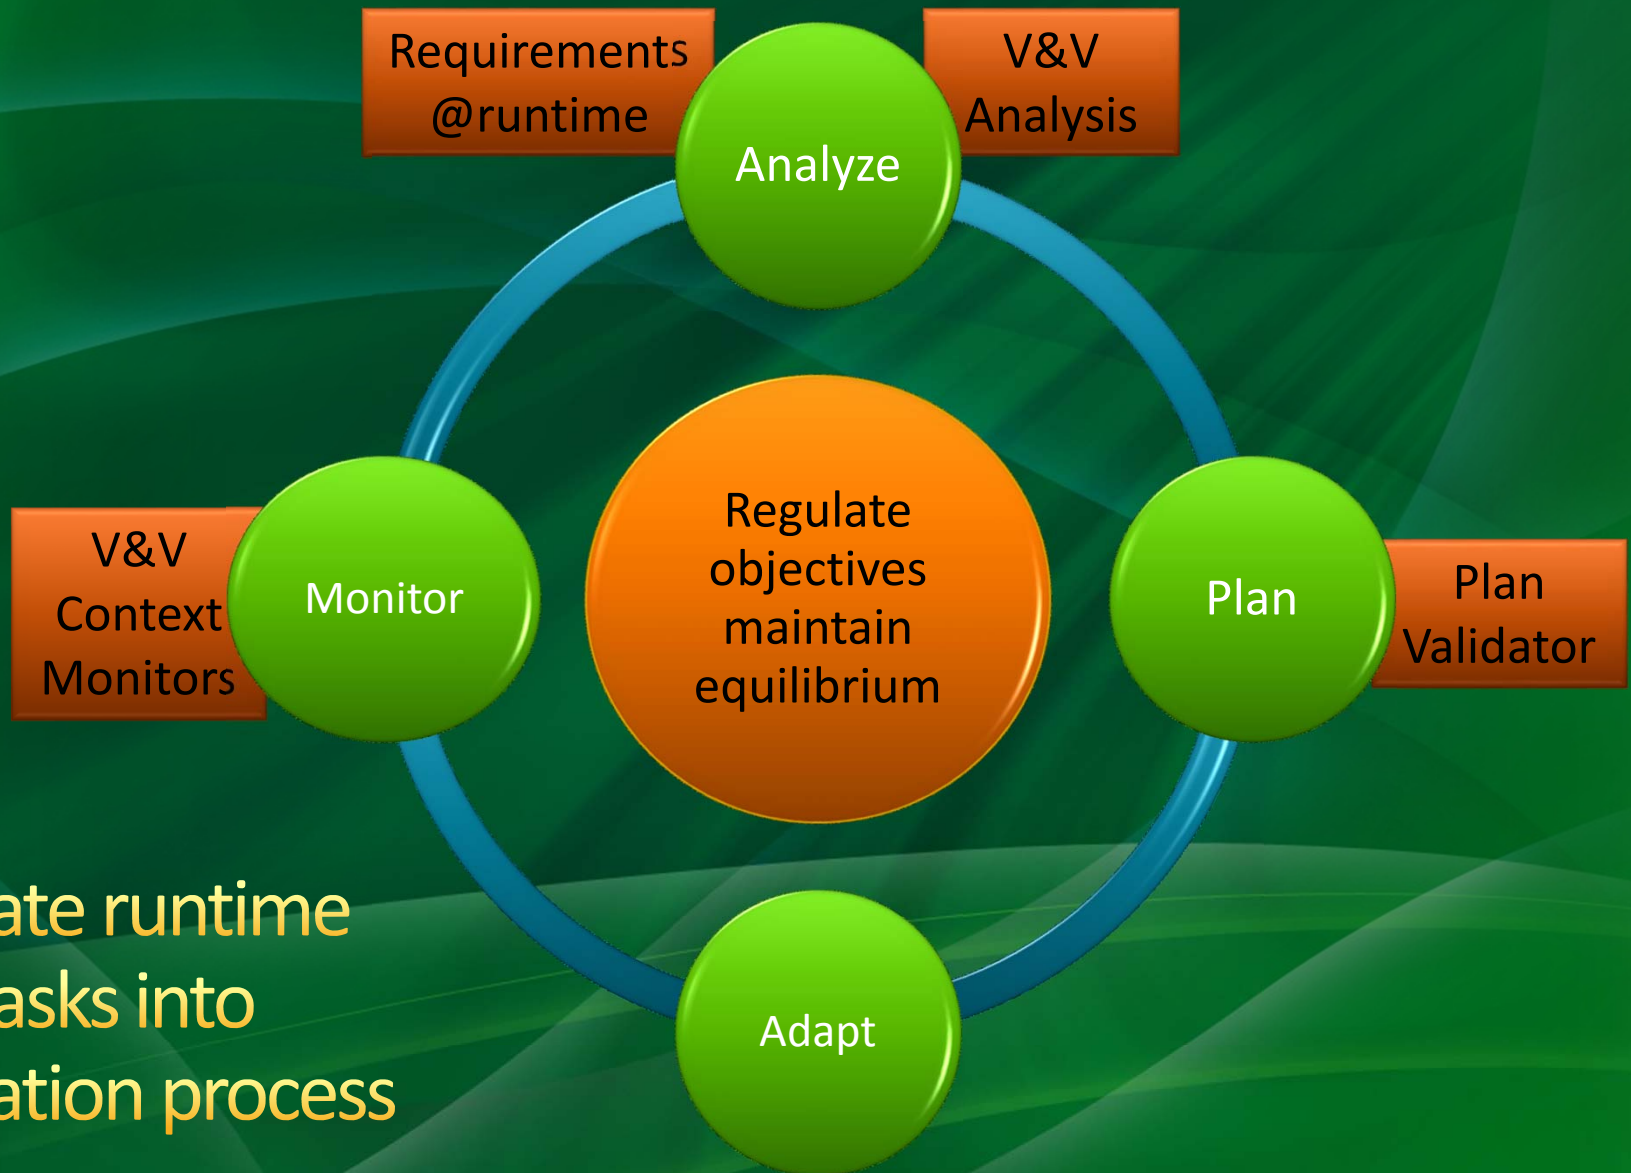 Requirements
@runtime
V&V
Analysis
Analyze
V&V
Context
Monitors
Monitor
Regulate
objectives
maintain
equilibrium
Plan
Plan
Validator
Adapt
ate runtime
asks into
ation process